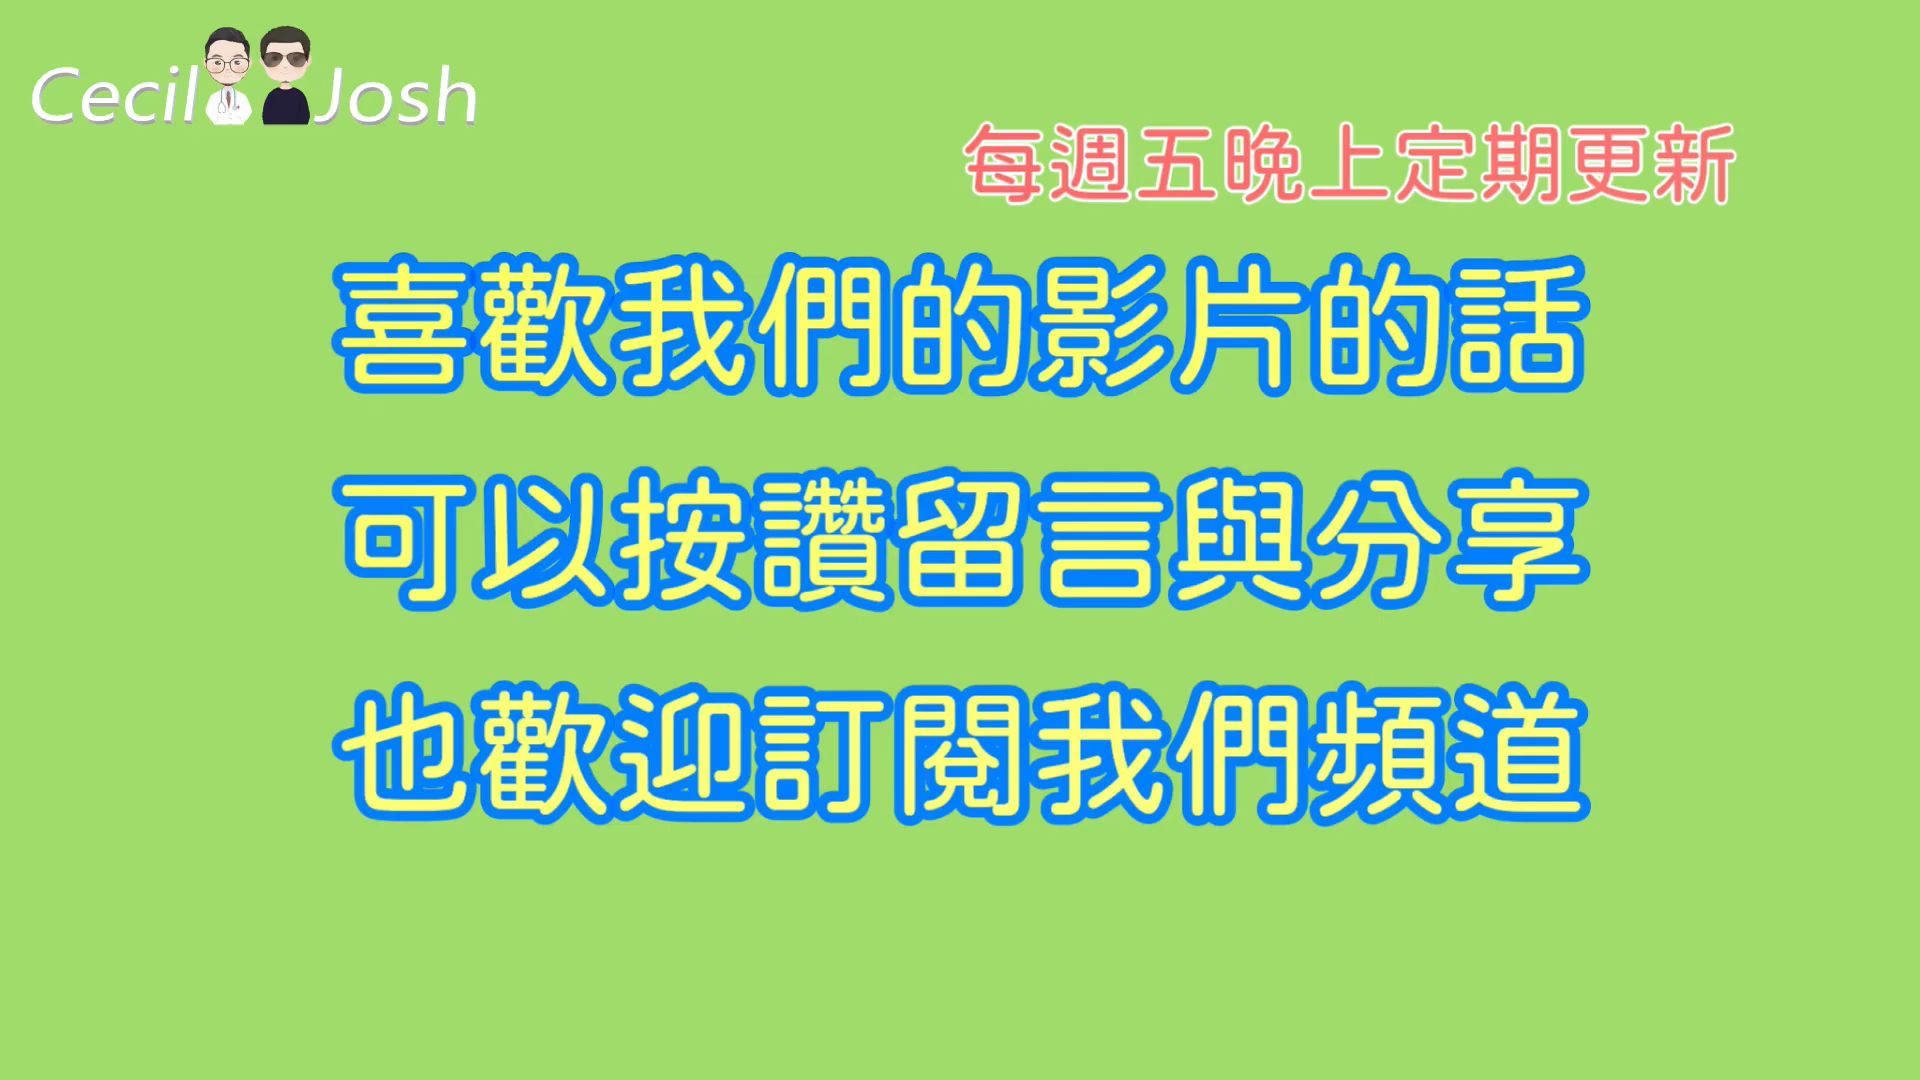 Cecil Josh
每週五晚上定期更新
喜歡我們的影片的話
可以按讚留言與分享
也歡迎訂閱我們頻道